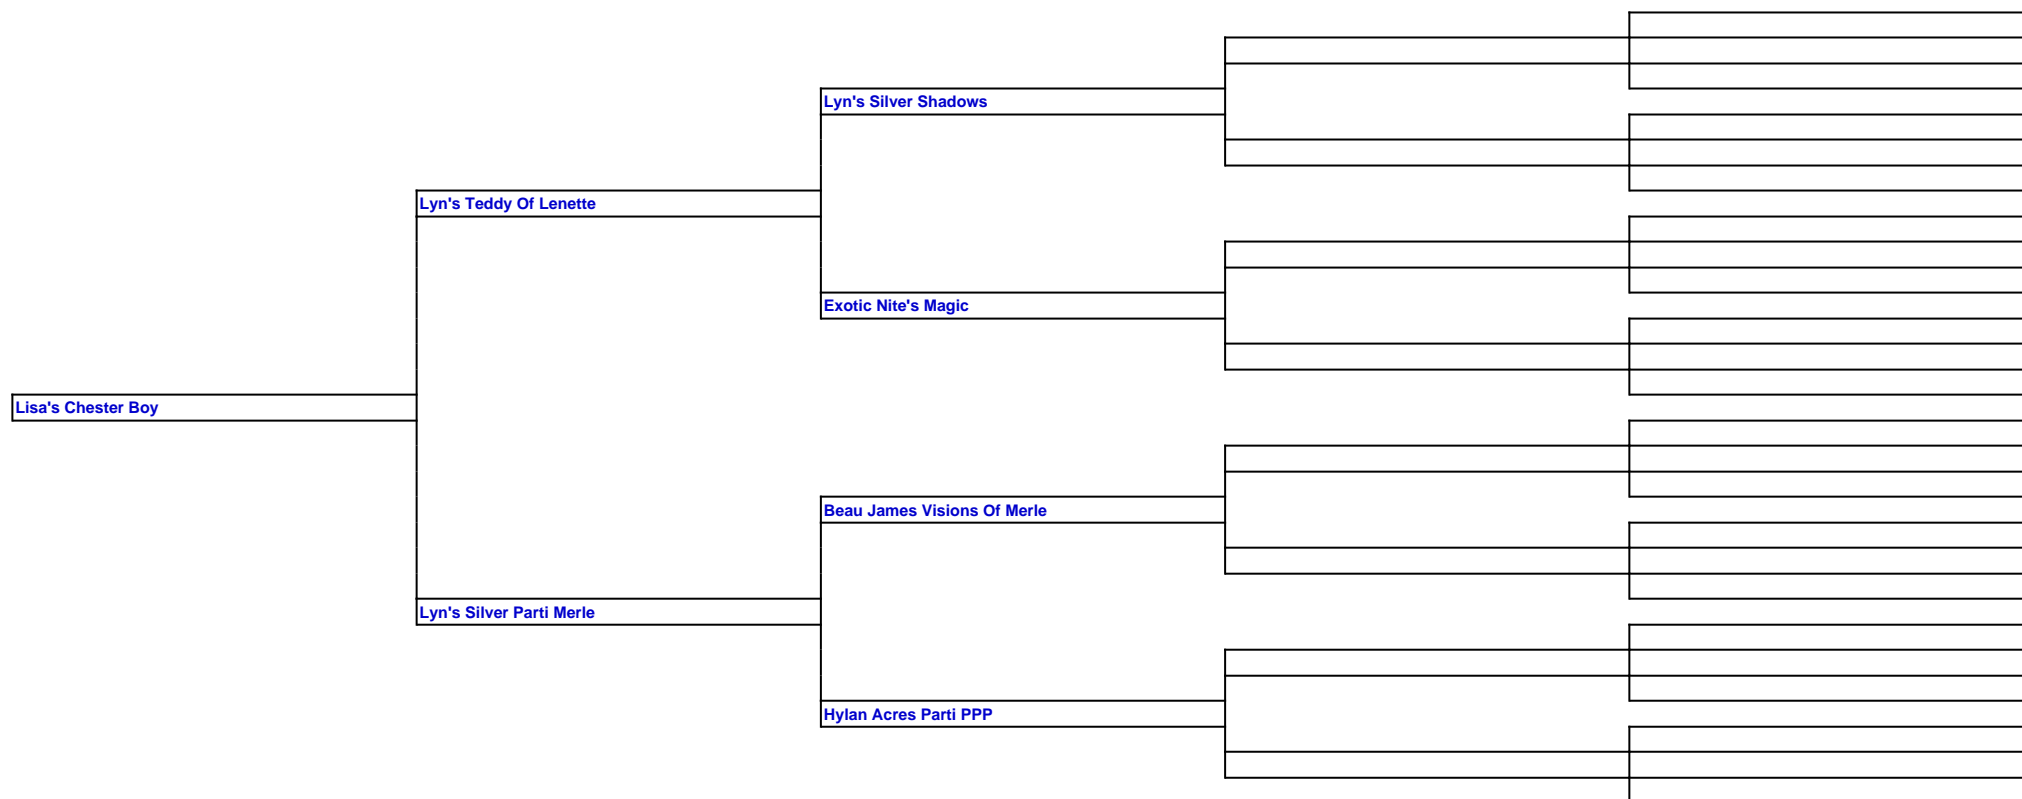 Lyn's Silver Shadows
Lyn's Teddy Of Lenette
Exotic Nite's Magic
Lisa's Chester Boy
Beau James Visions Of Merle
Lyn's Silver Parti Merle
Hylan Acres Parti PPP